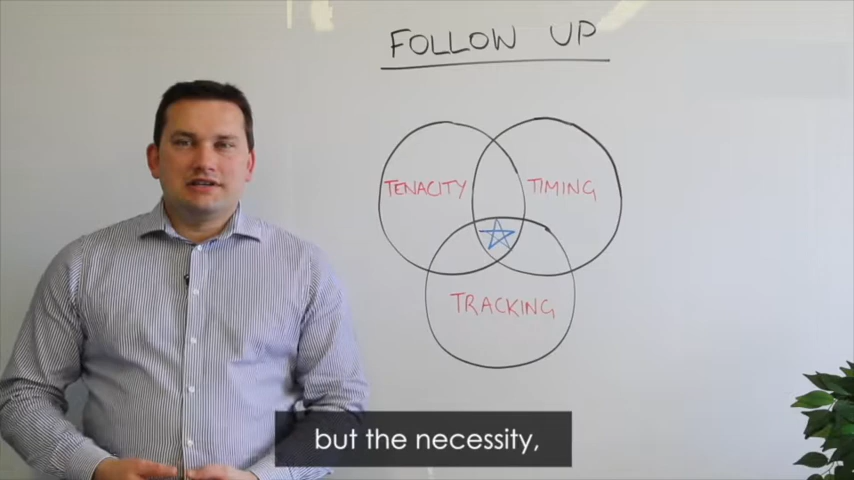 FOLLOW UP
TENACITY
TIMING
TRACKING
but the necessity,